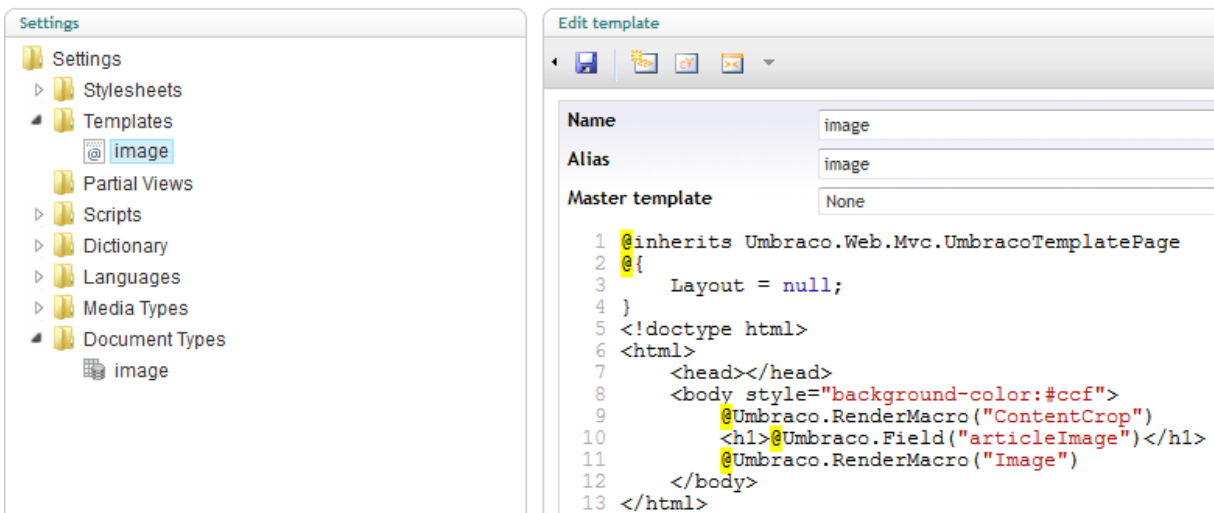 Settings
Settings
Stylesheets
Templates
image
Partial Views
Scripts
Dictionary
Languages
Media Types
Document Types
image
Edit template
Name image
Alias image
Master template None
1 @inherits Umbraco.Web.Mvc.UmbracoTemplatePage
2 @{
3 Layout = null;
4 }
5 <!doctype html>
6 <html>
7 <head></head>
8 <body style="background-color:#ccf">
9 @Umbraco.RenderMacro("ContentCrop")
10 <h1>@Umbraco.Field("articleImage")</h1>
11 @Umbraco.RenderMacro("Image")
12 </body>
13 </html>